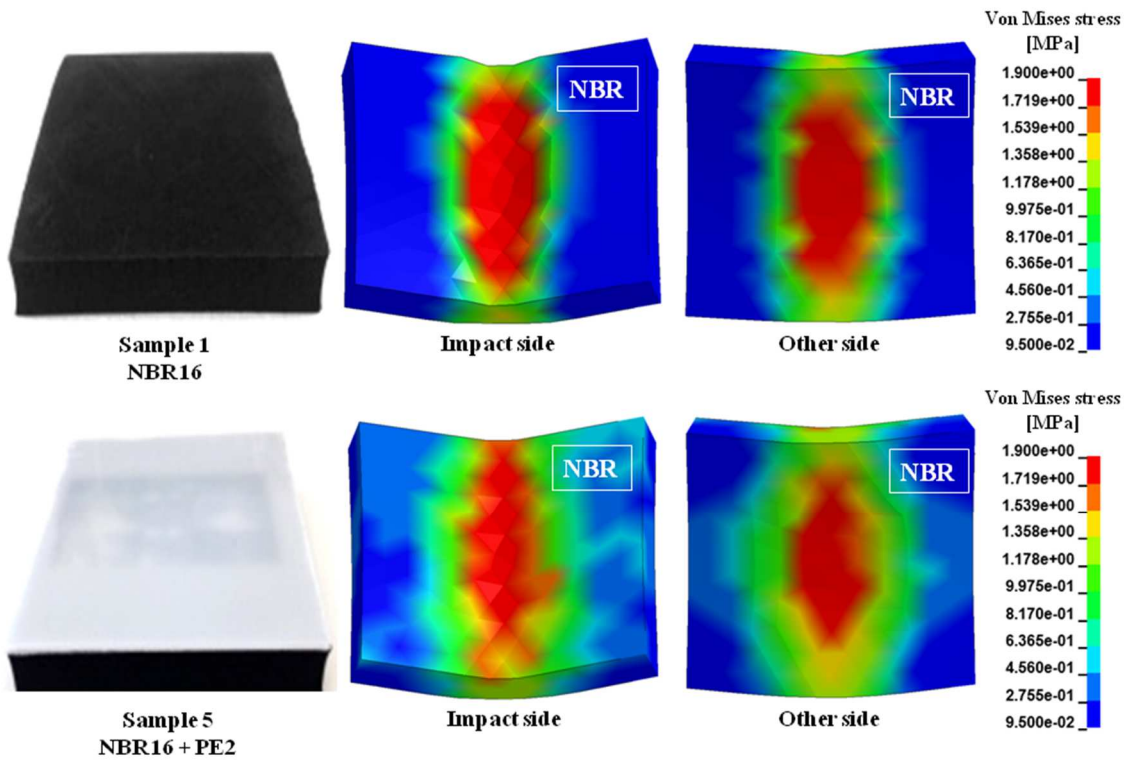 Von Mises stress
[MPa]
NBR
NBR
1.900e+00
1.719e+00
1.539e+00
1.358e+00
1.178e+00
9.975e-01
8.170e-01
6.365e-01
4.560e-01
2.755e-01
9.500e-02
Sample 1
NBR16
Impact side
Other side
Von Mises stress
[MPa]
NBR
NBR
1.900e+00
1.719e+00
1.539e+00
1.358e+00
1.178e+00
9.975e-01
8.170e-01
6.365e-01
4.560e-01
2.755e-01
9.500e-02
Sample 5
NBR16 + PE2
Impact side
Other side